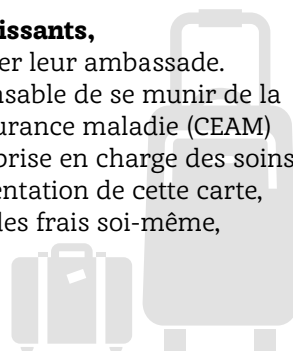 issants,
er leur ambassade.
nsable de se munir de la
urance maladie (CEAM)
prise en charge des soins
entation de cette carte,
les frais soi-même,